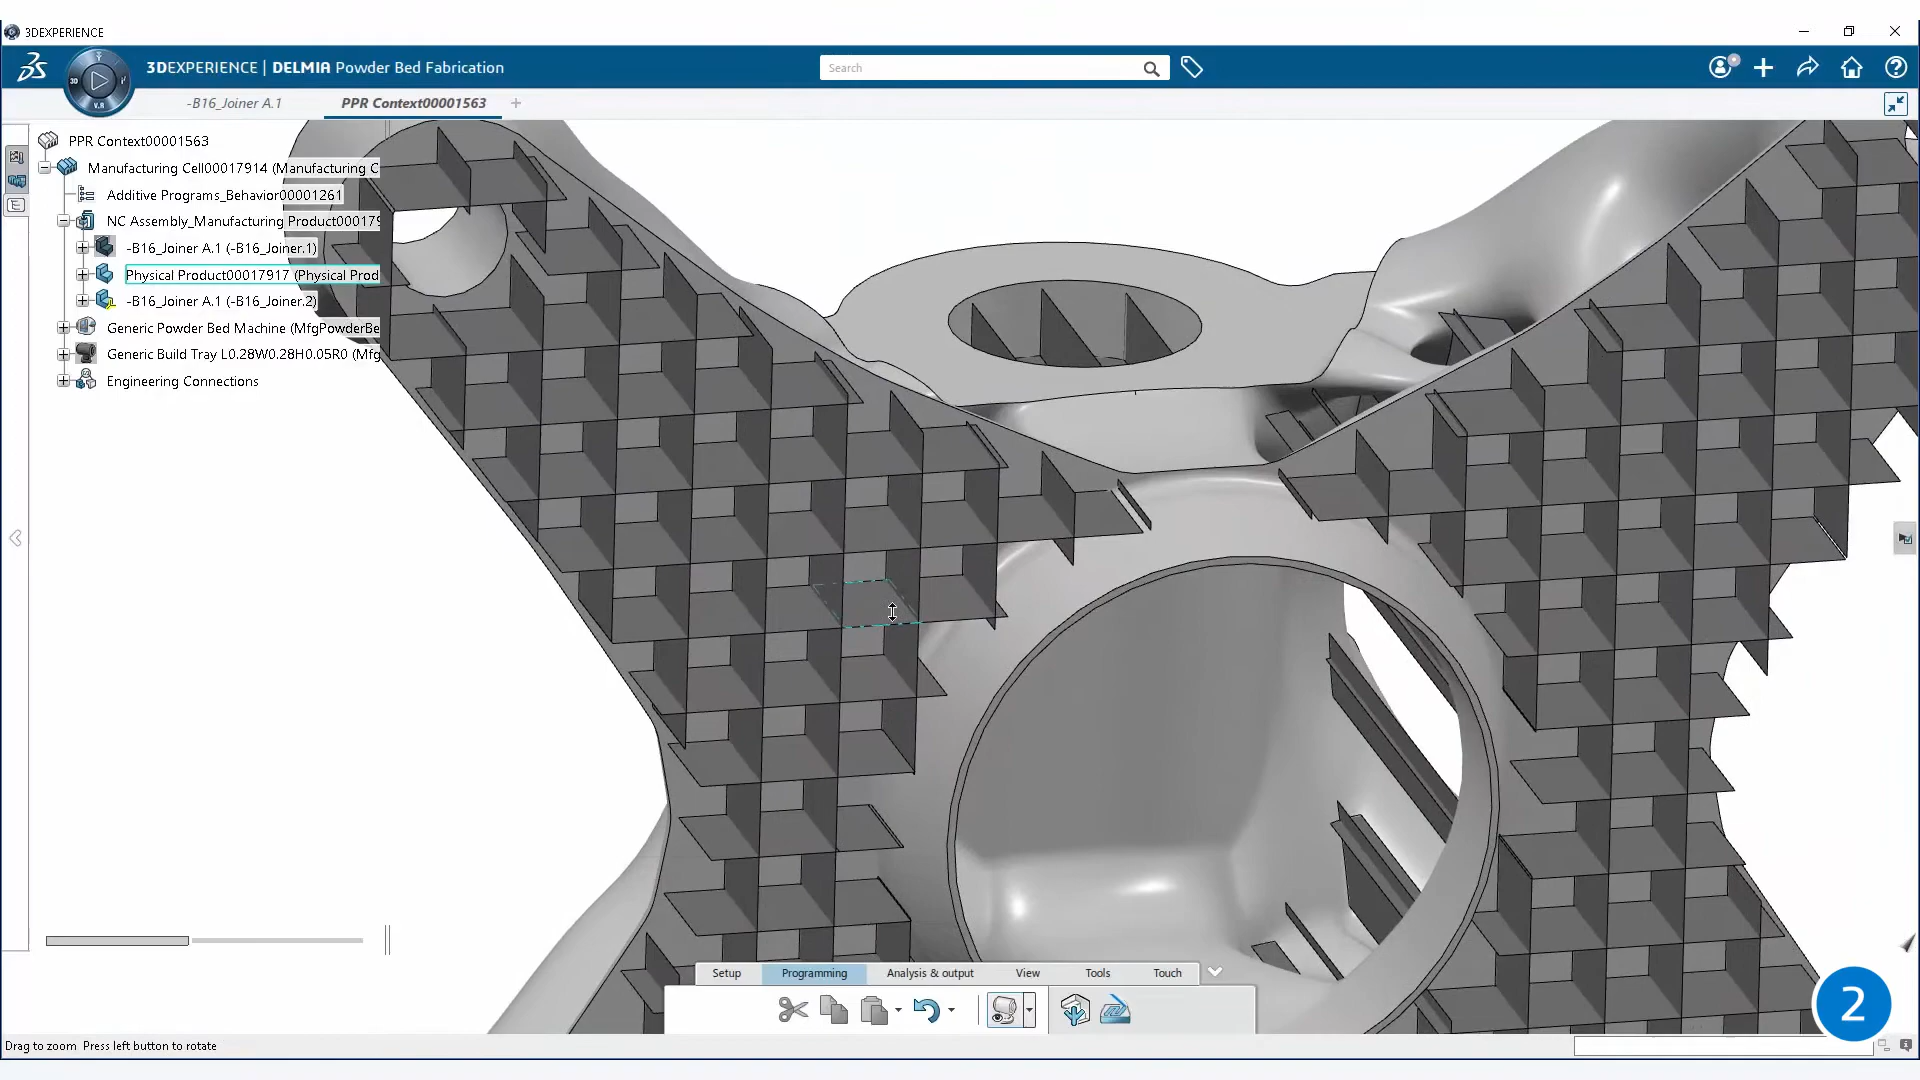 3DEXPERIENCE
3DEXPERIENCE | DELMIA Powder Bed Fabrication
Search
3D
V.R
-B16_Joiner A.1
PPR Context00001563
+
PPR Context00001563
Manufacturing Cell00017914 (Manufacturing C
Additive Programs_Behavior00001261
NC Assembly_Manufacturing Product000179
-B16_Joiner A.1 (-B16_Joiner.1)
Physical Product00017917 (Physical Prod
-B16_Joiner A.1 (-B16_Joiner.2)
Generic Powder Bed Machine (MfgPowderBe
Generic Build Tray L0.28W0.28H0.05R0 (Mfg
Engineering Connections
Setup
Programming
Analysis & output
View
Tools
Touch
2
Drag to zoom Press left button to rotate